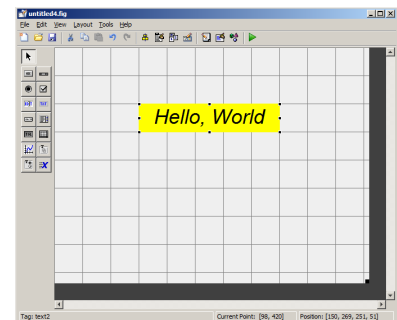 untitled4.fig
File Edit View Layout Tools Help
Hello, World
Tag: text2 Current Point: [98, 420] Position: [150, 269, 251, 51]